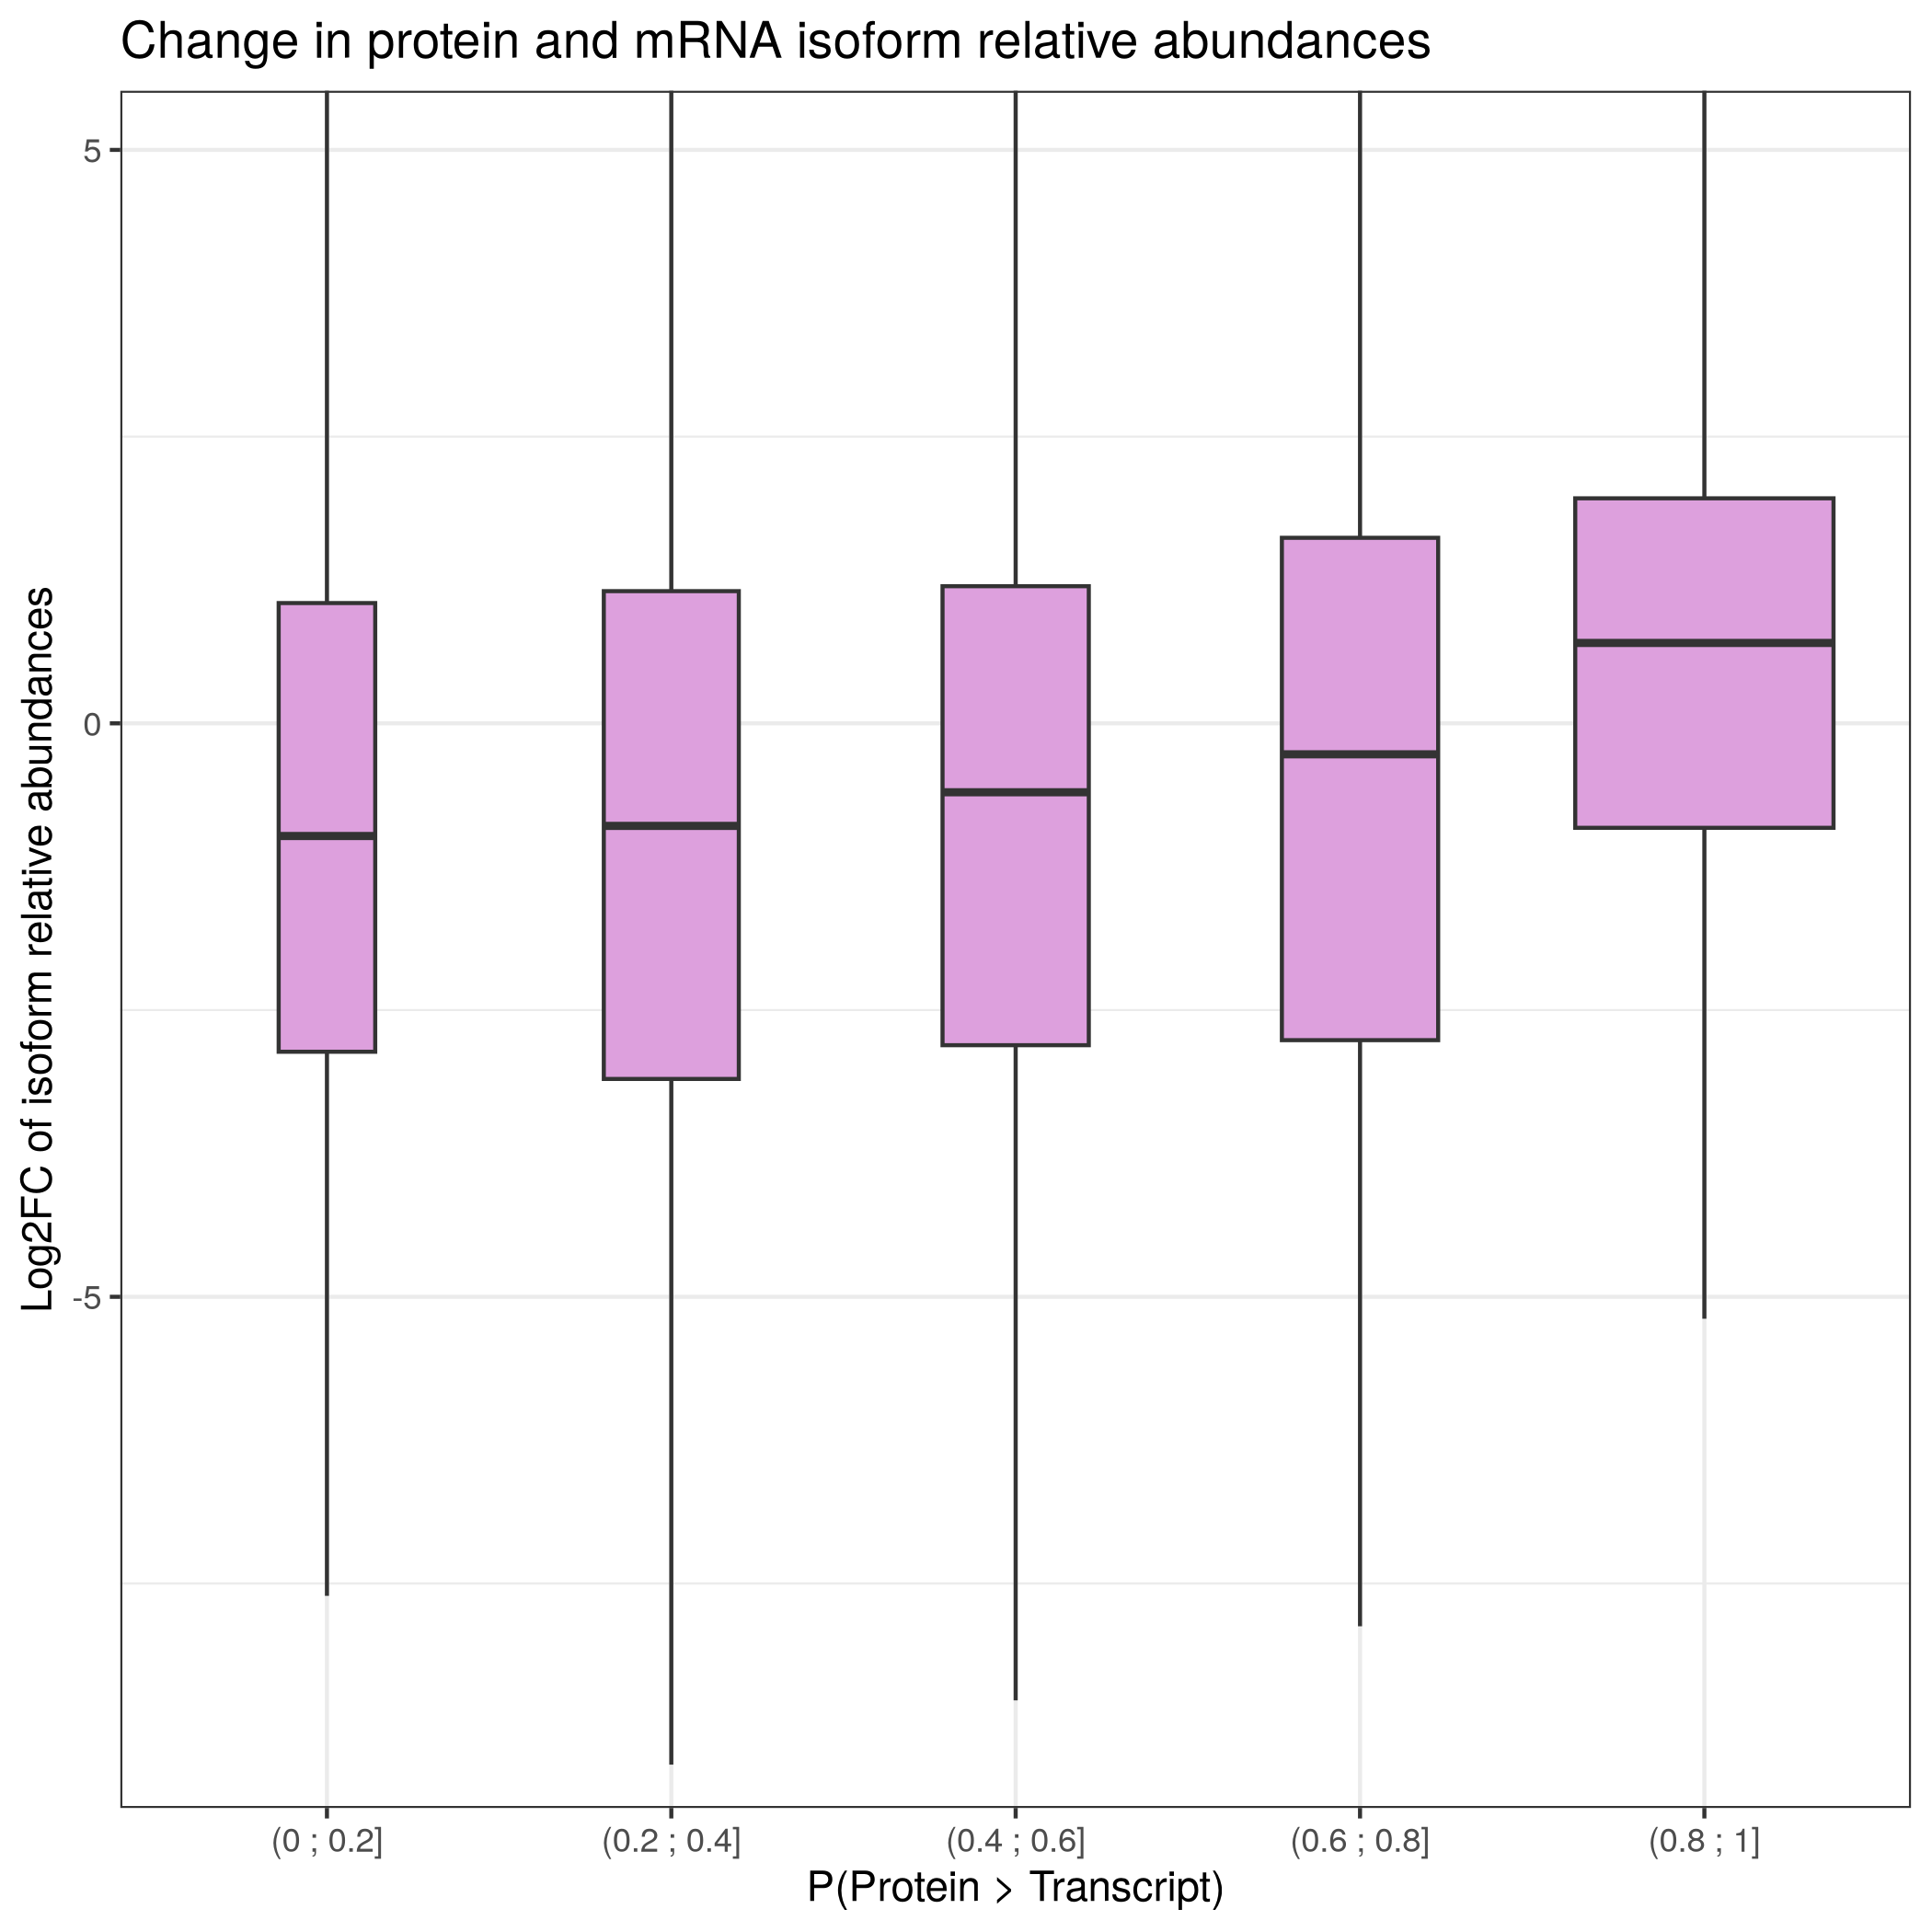 Change in protein and mRNA isoform relative abundances
Log2FC of isoform relative abundances
5
0
-5
(0 ; 0.2]
(0.2 ; 0.4]
(0.4 ; 0.6]
(0.6 ; 0.8]
(0.8 ; 1]
P(Protein > Transcript)